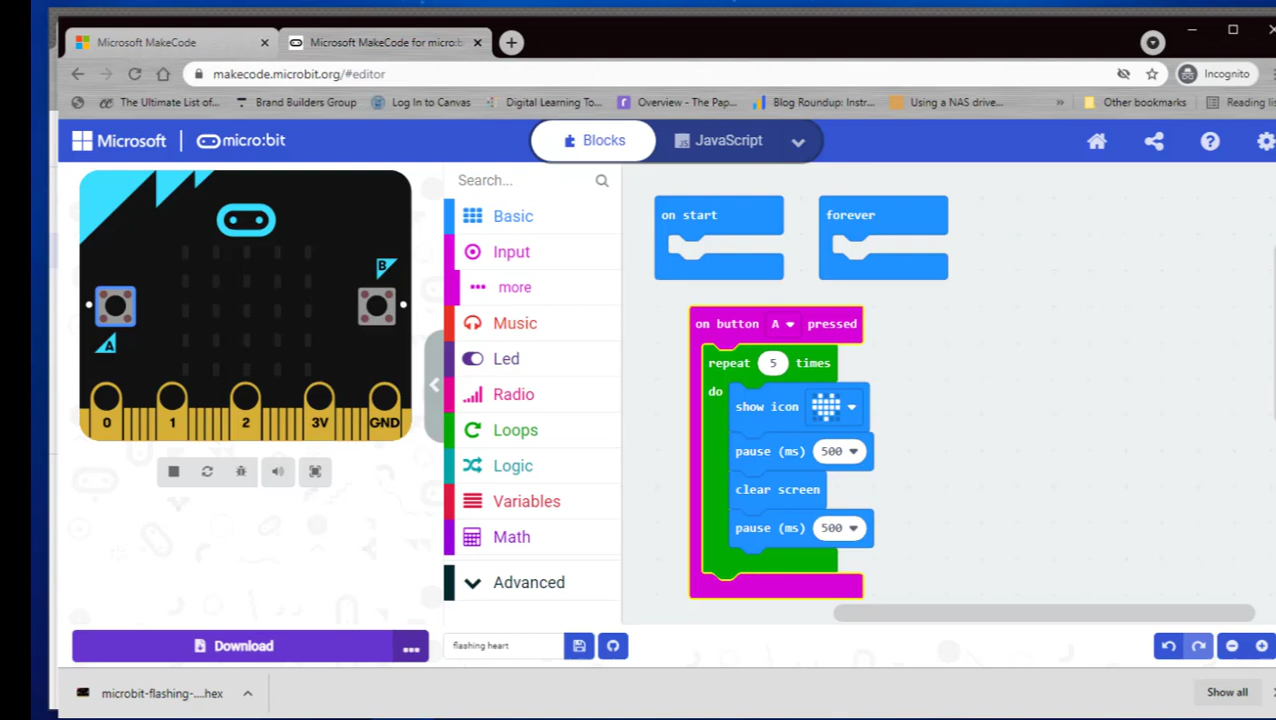 Microsoft MakeCode
Microsoft MakeCode for micro:b
makecode.microbit.org/#editor
Incognito
The Ultimate List of...
Brand Builders Group
Log In to Canvas
Digital Learning To...
Overview - The Pap...
Blog Roundup: Instr...
Using a NAS drive...
»
Other bookmarks
Reading lis
Microsoft
micro:bit
Blocks
JavaScript
B
A
0 1 2 3V GND
Search...
Basic
Input
more
Music
Led
Radio
Loops
Logic
Variables
Math
Advanced
on start
forever
on button A pressed
repeat 5 times
do
show icon
pause (ms) 500
clear screen
pause (ms) 500
Download
...
flashing heart
microbit-flashing-....hex
Show all